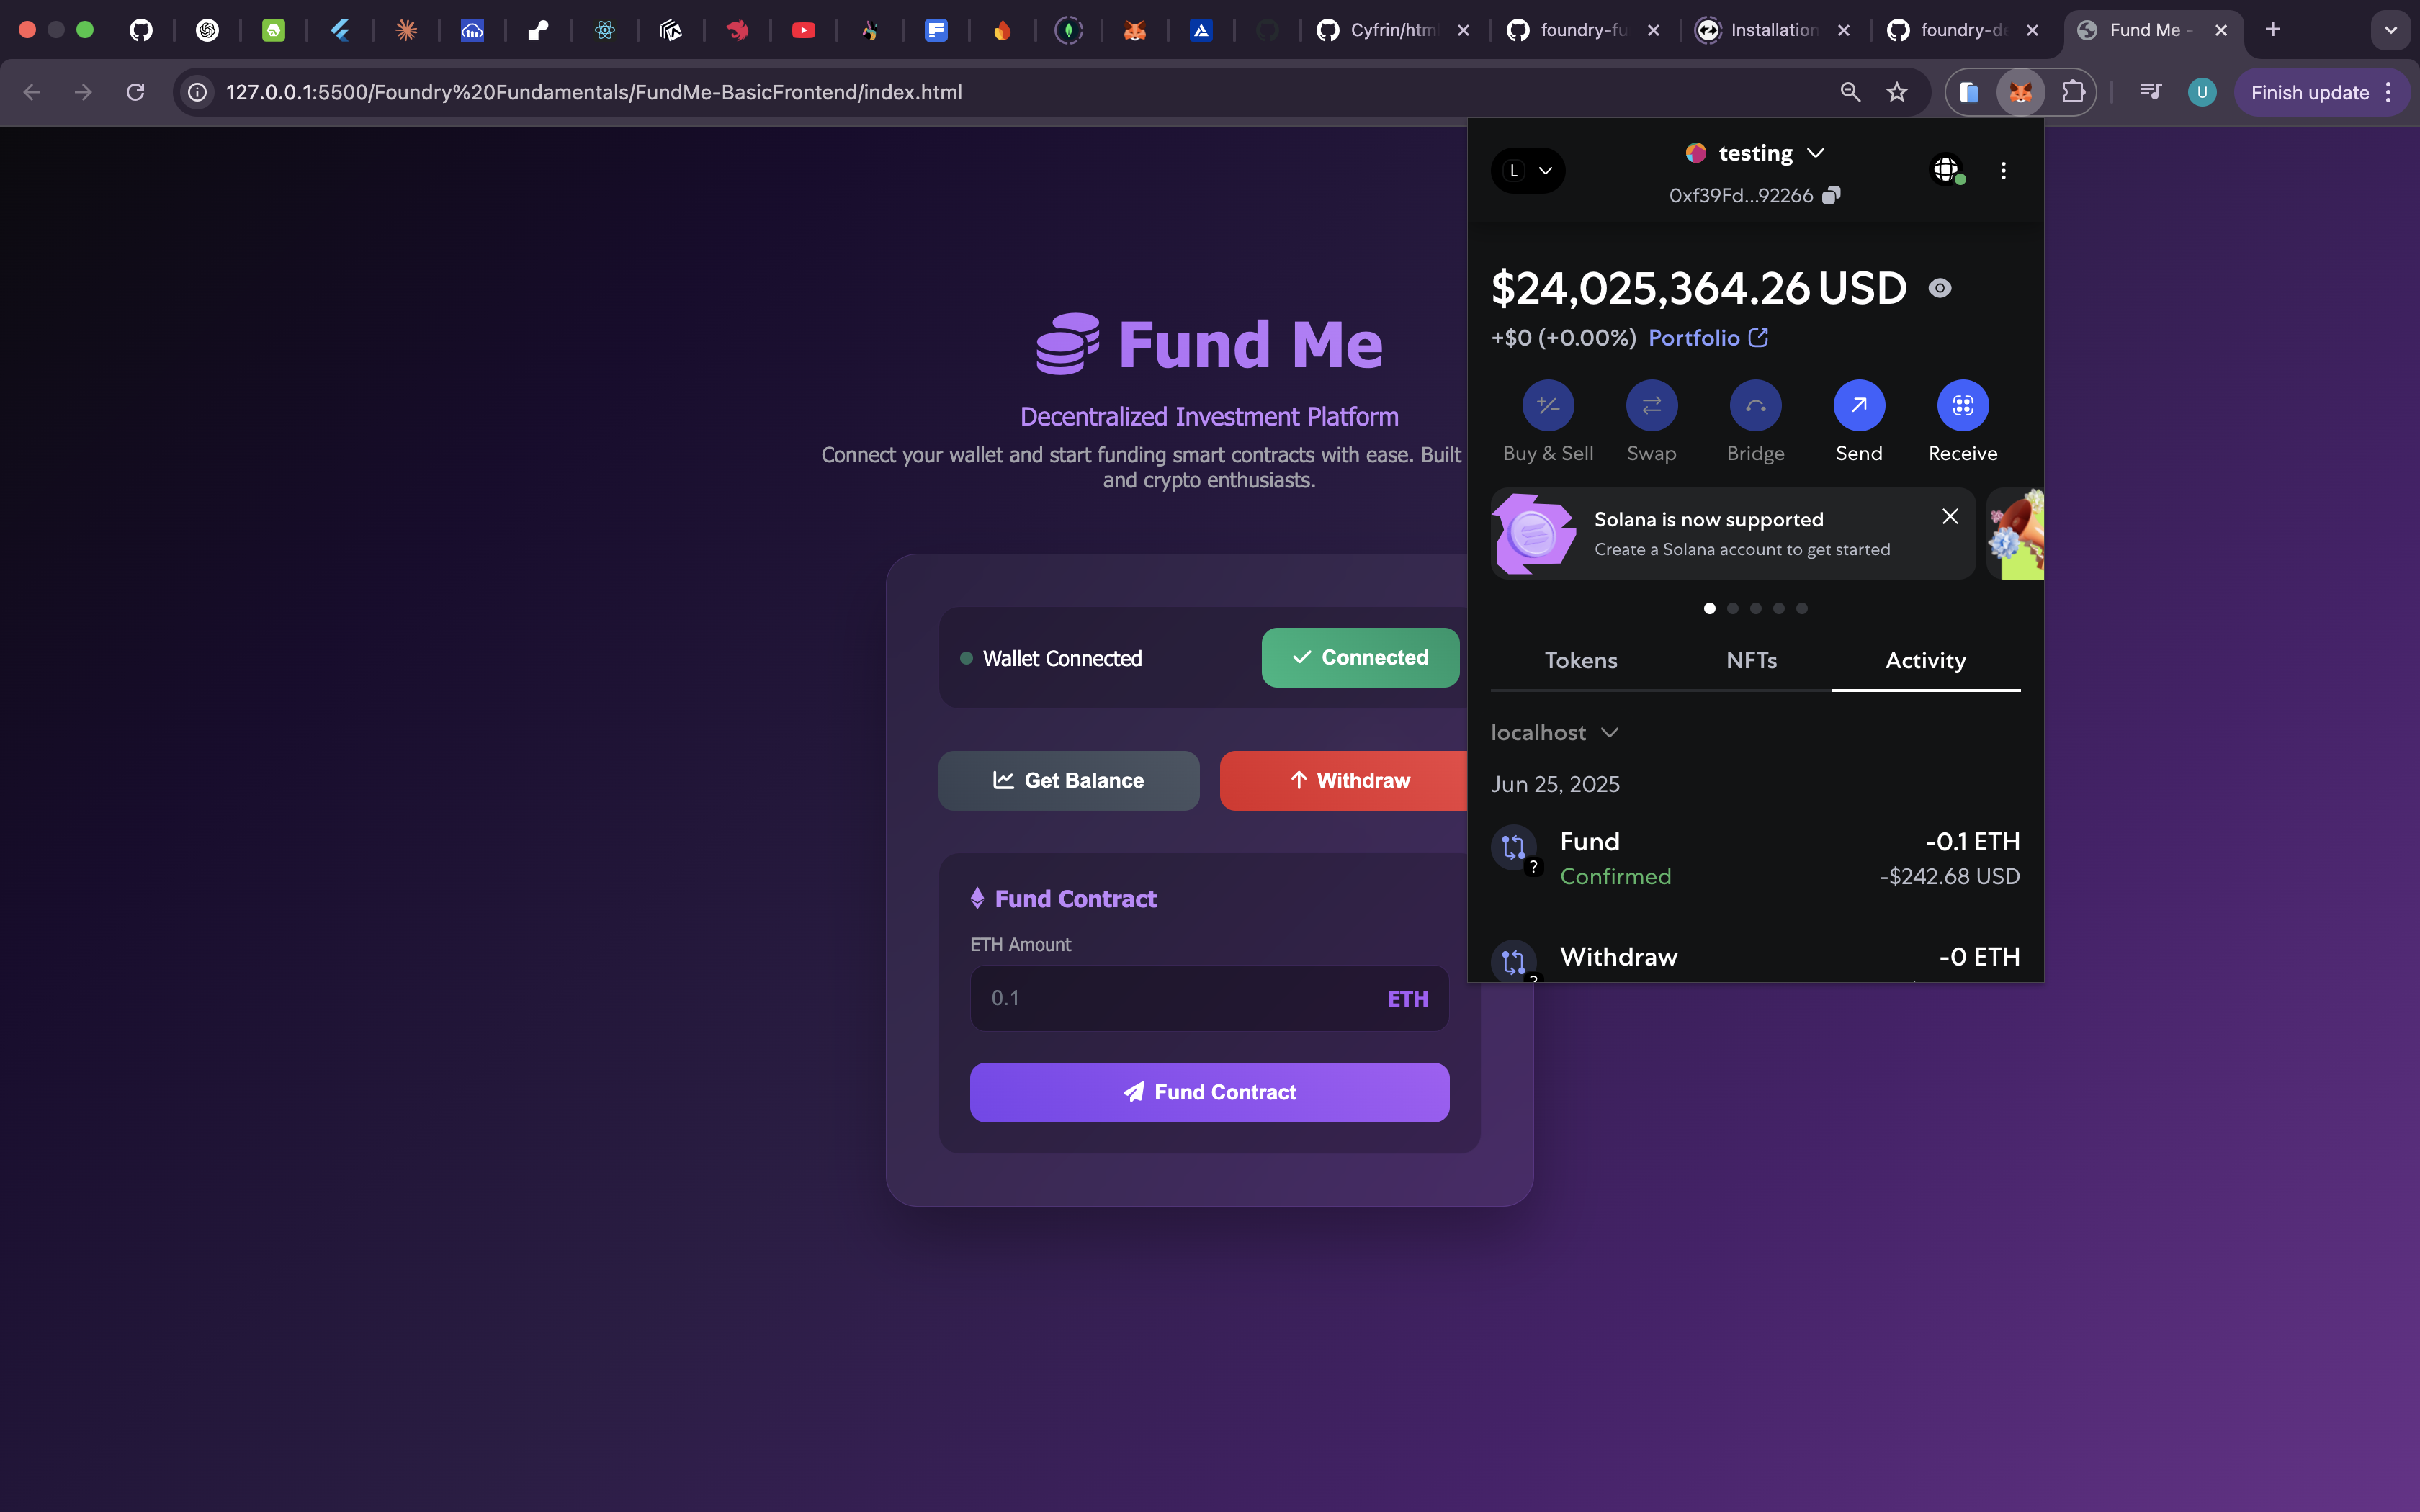 Cyfrin/htm
foundry-fu
Installation
foundry-de
Fund Me -
127.0.0.1:5500/Foundry%20Fundamentals/FundMe-BasicFrontend/index.html
U
Finish update
L
testing
0xf39Fd...92266
$24,025,364.26 USD
+$0 (+0.00%) Portfolio
Buy & Sell
Swap
Bridge
Send
Receive
Solana is now supported
Create a Solana account to get started
Tokens
NFTs
Activity
localhost
Jun 25, 2025
Fund
-0.1 ETH
?
Confirmed
-$242.68 USD
Withdraw
-0 ETH
?
Fund Me
Decentralized Investment Platform
Connect your wallet and start funding smart contracts with ease. Built
and crypto enthusiasts.
Wallet Connected
Connected
Get Balance
Withdraw
Fund Contract
ETH Amount
0.1
ETH
Fund Contract